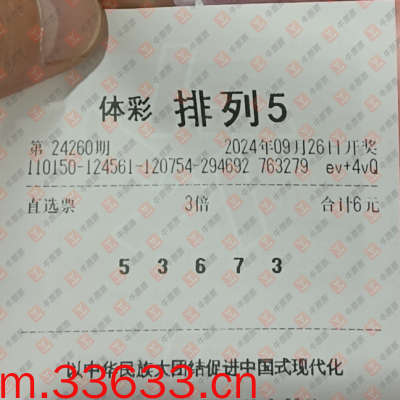 体彩 排列5
第 24260期 2024年09月26日开奖
110150-124561-120754-294692 763279 ev+4vQ
直选票 3倍 合计6元
5 3 6 7 3
以中华民族大团结促进中国式现代化
m.33633.cn